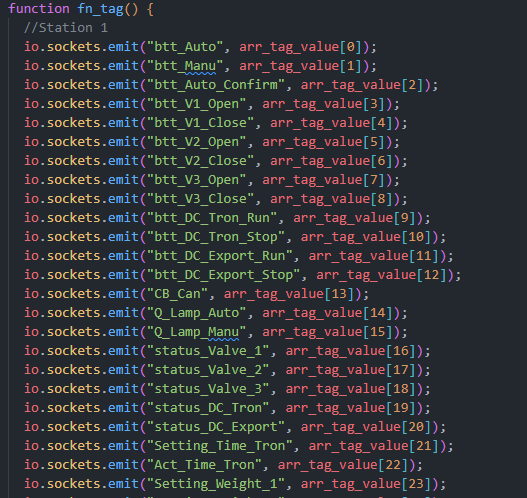 function fn_tag() {
//Station 1
io.sockets.emit("btt_Auto", arr_tag_value[0]);
io.sockets.emit("btt_Manu", arr_tag_value[1]);
io.sockets.emit("btt_Auto_Confirm", arr_tag_value[2]);
io.sockets.emit("btt_V1_Open", arr_tag_value[3]);
io.sockets.emit("btt_V1_Close", arr_tag_value[4]);
io.sockets.emit("btt_V2_Open", arr_tag_value[5]);
io.sockets.emit("btt_V2_Close", arr_tag_value[6]);
io.sockets.emit("btt_V3_Open", arr_tag_value[7]);
io.sockets.emit("btt_V3_Close", arr_tag_value[8]);
io.sockets.emit("btt_DC_Tron_Run", arr_tag_value[9]);
io.sockets.emit("btt_DC_Tron_Stop", arr_tag_value[10]);
io.sockets.emit("btt_DC_Export_Run", arr_tag_value[11]);
io.sockets.emit("btt_DC_Export_Stop", arr_tag_value[12]);
io.sockets.emit("CB_Can", arr_tag_value[13]);
io.sockets.emit("Q_Lamp_Auto", arr_tag_value[14]);
io.sockets.emit("Q_Lamp_Manu", arr_tag_value[15]);
io.sockets.emit("status_Valve_1", arr_tag_value[16]);
io.sockets.emit("status_Valve_2", arr_tag_value[17]);
io.sockets.emit("status_Valve_3", arr_tag_value[18]);
io.sockets.emit("status_DC_Tron", arr_tag_value[19]);
io.sockets.emit("status_DC_Export", arr_tag_value[20]);
io.sockets.emit("Setting_Time_Tron", arr_tag_value[21]);
io.sockets.emit("Act_Time_Tron", arr_tag_value[22]);
io.sockets.emit("Setting_Weight_1", arr_tag_value[23]);